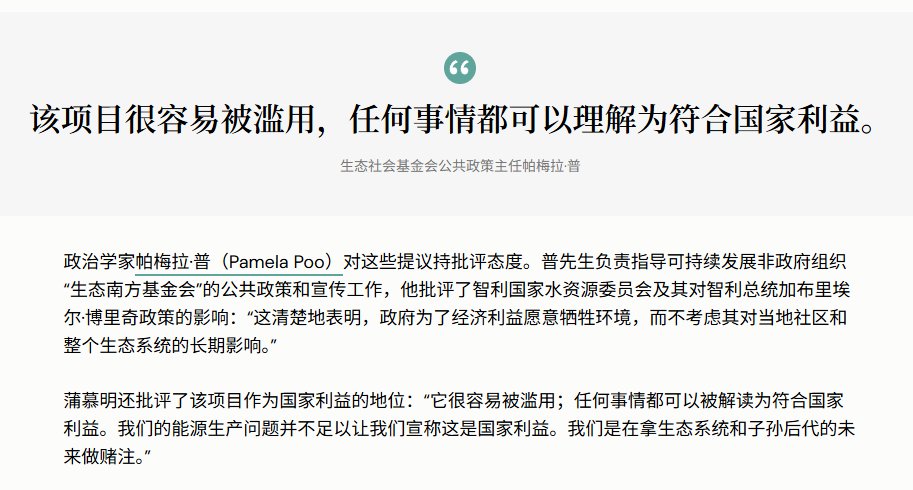 “
该项目很容易被滥用，任何事情都可以理解为符合国家利益。
生态社会基金会公共政策主任帕梅拉·普
政治学家帕梅拉·普（Pamela Poo）对这些提议持批评态度。普先生负责指导可持续发展非政府组织
“生态南方基金会”的公共政策和宣传工作，他批评了智利国家水资源委员会及其对智利总统加布里埃
尔·博里奇政策的影响：“这清楚地表明，政府为了经济利益愿意牺牲环境，而不考虑其对当地社区和
整个生态系统的长期影响。”
蒲慕明还批评了该项目作为国家利益的地位：“它很容易被滥用；任何事情都可以被解读为符合国家
利益。我们的能源生产问题并不足以让我们宣称这是国家利益。我们是在拿生态系统和子孙后代的未
来做赌注。”